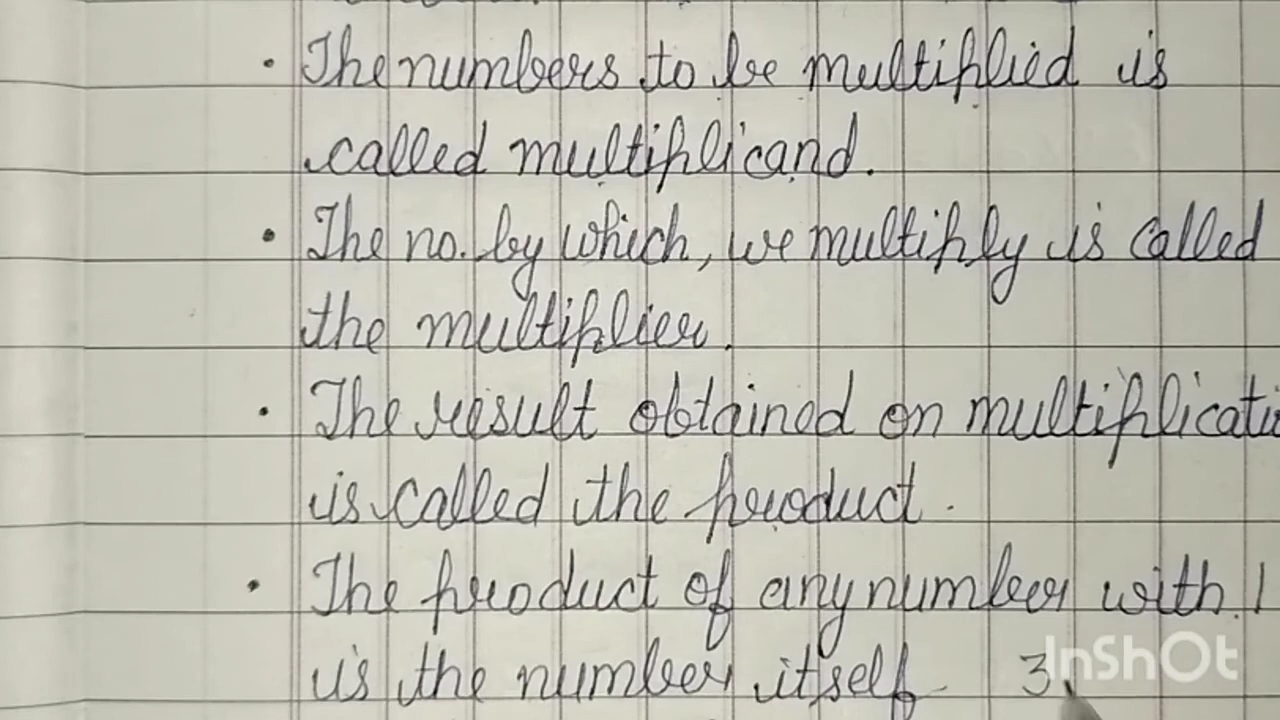 • The numbers to be multiplied is
called multiplicand.
• The no. by which, we multiply is called
the multiplier.
• The result obtained on multiplicati
is called the product.
• The product of any number with 1
is the number itself 3
InShOt